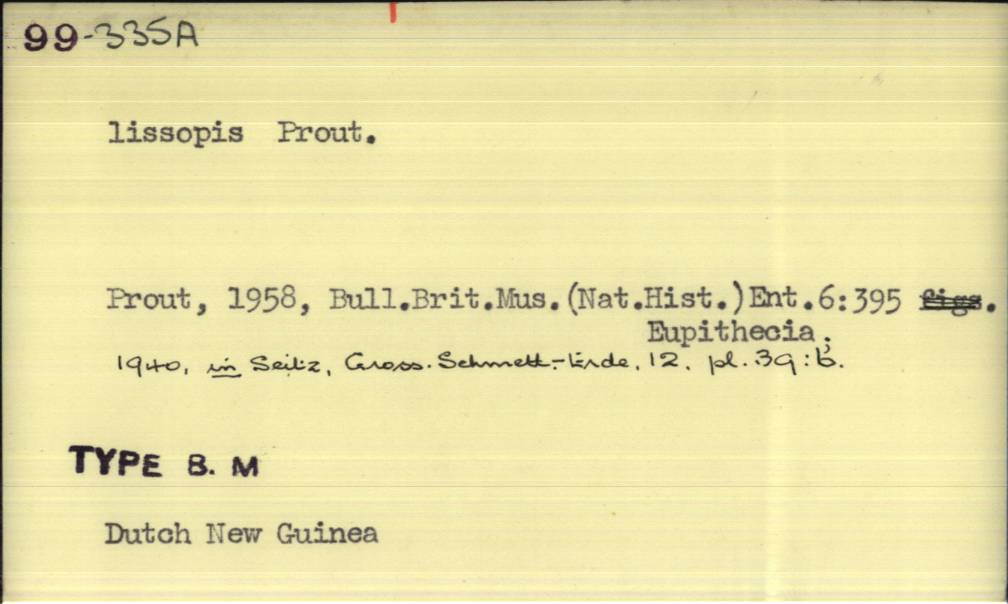 99-335A
lissopis Prout.
Prout, 1958, Bull.Brit.Mus.(Nat.Hist.)Ent.6:395 figs.
Eupithecia.
1940, in Seitz, Gross.Schmett.-Erde, 12. pl. 39:b.
TYPE B. M
Dutch New Guinea